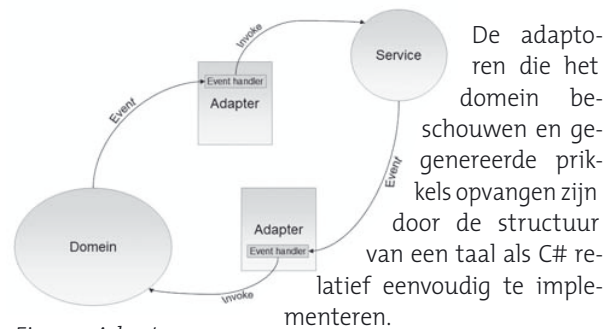 Invoke
Service
Event handler
Adapter
Event
Event
Adapter
Event handler
Domein
Invoke
De adapto-
ren die het
domein be-
schouwen en ge-
genereerde prik-
kels opvangen zijn
door de structuur
van een taal als C# re-
latief eenvoudig te imple-
menteren.